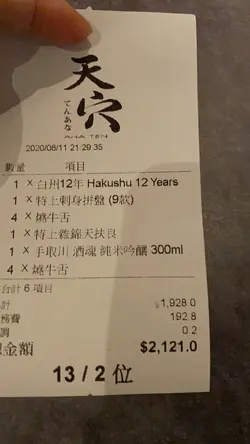 天穴
てんあな
ANA TEN
2020/08/11 21:29:35
數量 項目
1 X 白州12年 Hakushu 12 Years
1 X 特上刺身拼盤 (9款)
4 X 燒牛舌
1 X 特上雜錦天扶良
1 X 手取川 酒魂 純米吟釀 300ml
4 X 燒牛舌
合計 6 項目
計 $1,928.0
務費 192.8
調 0.2
金額 $2,121.0
13 / 2 位